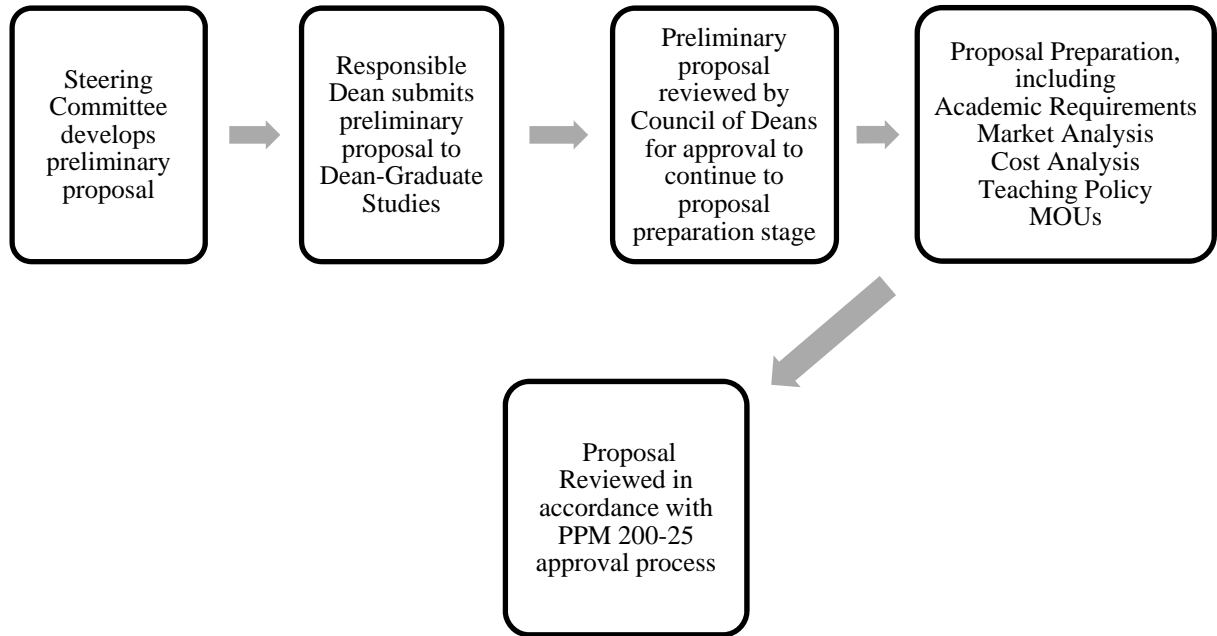 Steering
Committee
develops
preliminary
proposal
Responsible
Dean submits
preliminary
proposal to
Dean-Graduate
Studies
Preliminary
proposal
reviewed by
Council of Deans
for approval to
continue to
proposal
preparation stage
Proposal Preparation,
including
Academic Requirements
Market Analysis
Cost Analysis
Teaching Policy
MOUs
Proposal
Reviewed in
accordance with
PPM 200-25
approval process